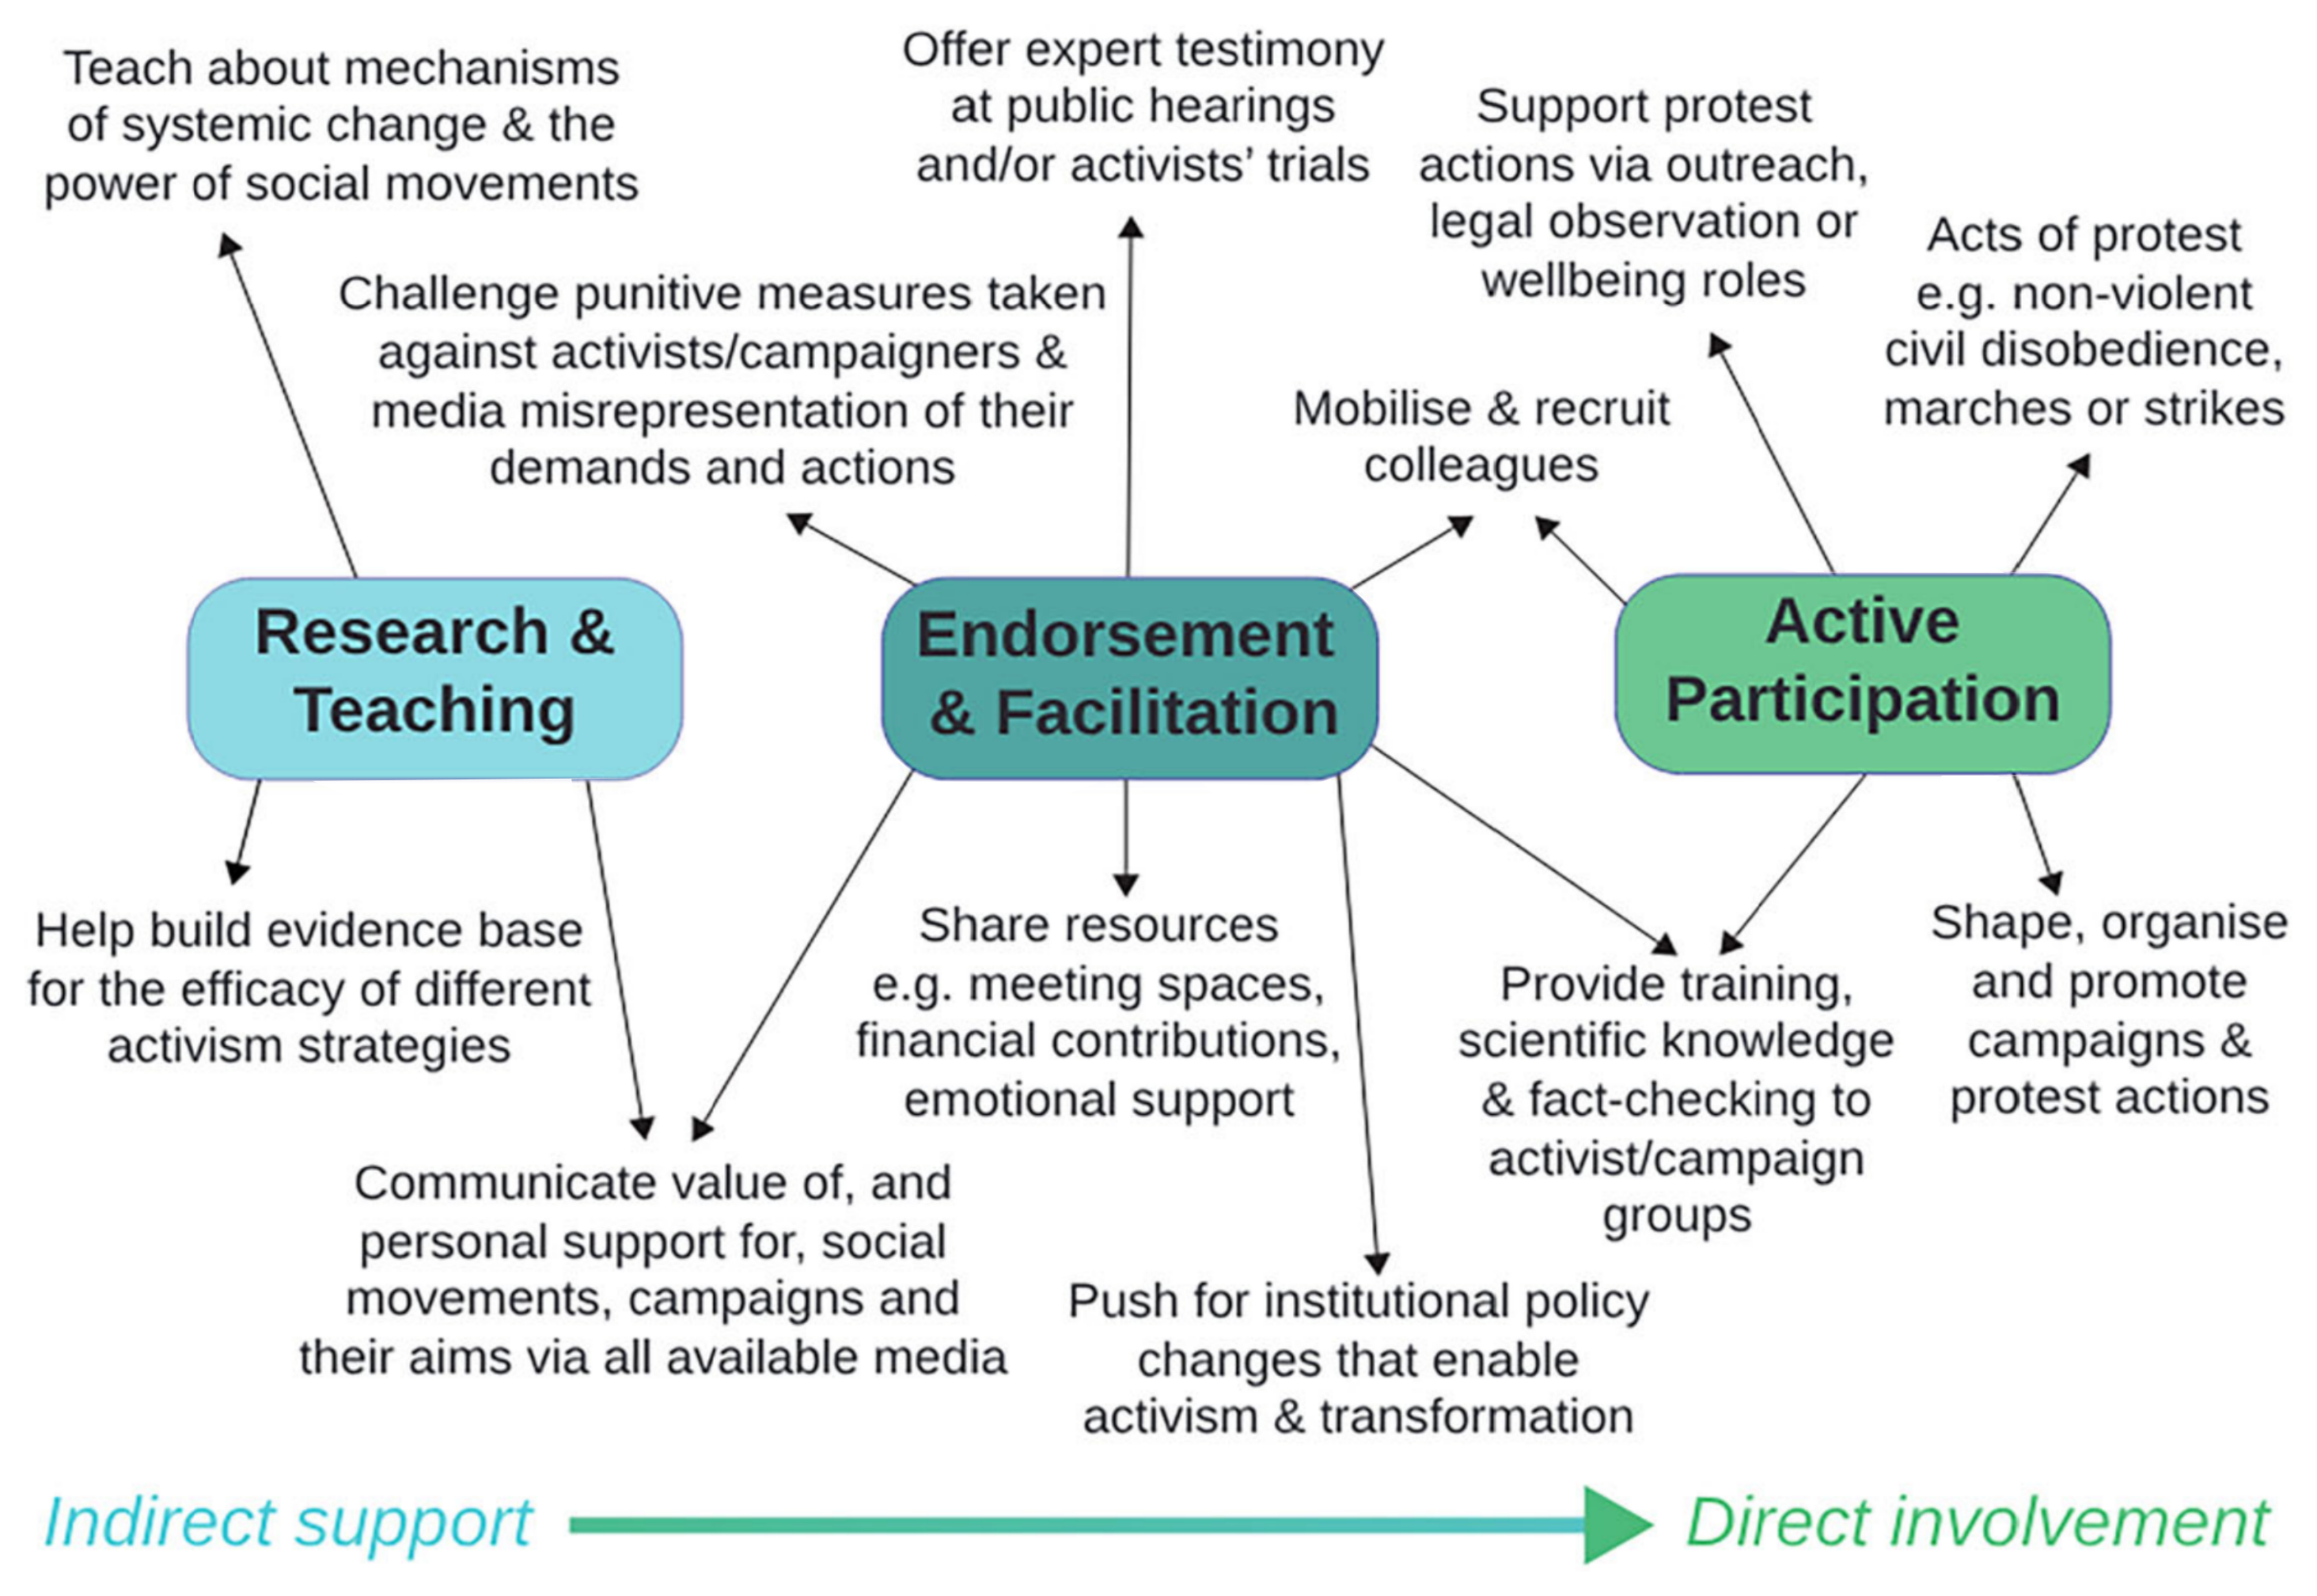 Teach about mechanisms
of systemic change & the
power of social movements
Offer expert testimony
at public hearings
and/or activists’ trials
Support protest
actions via outreach,
legal observation or
wellbeing roles
Acts of protest
e.g. non-violent
civil disobedience,
marches or strikes
Challenge punitive measures taken
against activists/campaigners &
media misrepresentation of their
demands and actions
Mobilise & recruit
colleagues
Research &
Teaching
Endorsement
& Facilitation
Active
Participation
Help build evidence base
for the efficacy of different
activism strategies
Communicate value of, and
personal support for, social
movements, campaigns and
their aims via all available media
Share resources
e.g. meeting spaces,
financial contributions,
emotional support
Push for institutional policy
changes that enable
activism & transformation
Provide training,
scientific knowledge
& fact-checking to
activist/campaign
groups
Shape, organise
and promote
campaigns &
protest actions
Indirect support
Direct involvement